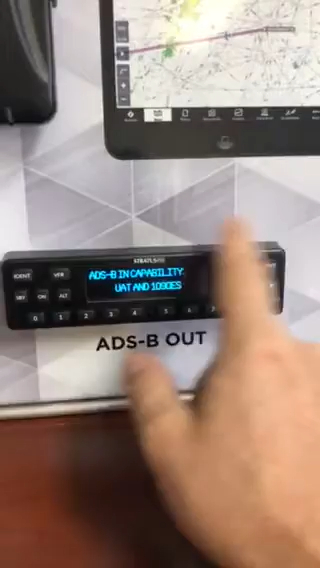 STRATUS
IDENT
VFR
ADS-B IN CAPABILITY
UAT AND 1090ES
SBY
ON
ALT
0
1
2
3
4
5
6
ADS-B OUT